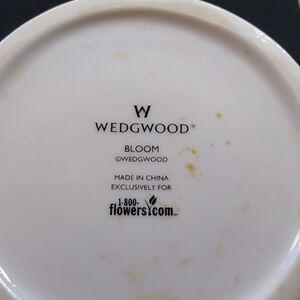 W
WEDGWOOD®
BLOOM
©WEDGWOOD
MADE IN CHINA
EXCLUSIVELY FOR
1-800-
flowers.com